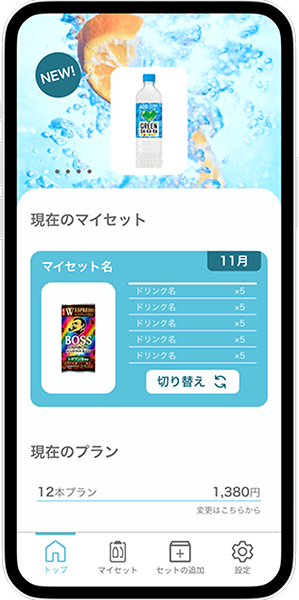 NEW!
GREEN
DA・KA・RA
現在のマイセット
マイセット名
11月
ドリンク名 ×5
ドリンク名 ×5
ドリンク名 ×5
ドリンク名 ×5
ドリンク名 ×5
W ESPRESSO
BOSS
切り替え
現在のプラン
12本プラン 1,380円
変更はこちらから
トップ マイセット セットの追加 設定